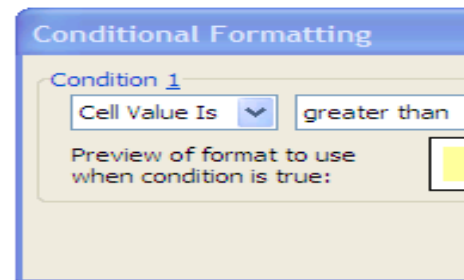 Conditional Formatting
Condition 1
Cell Value Is greater than
Preview of format to use
when condition is true: